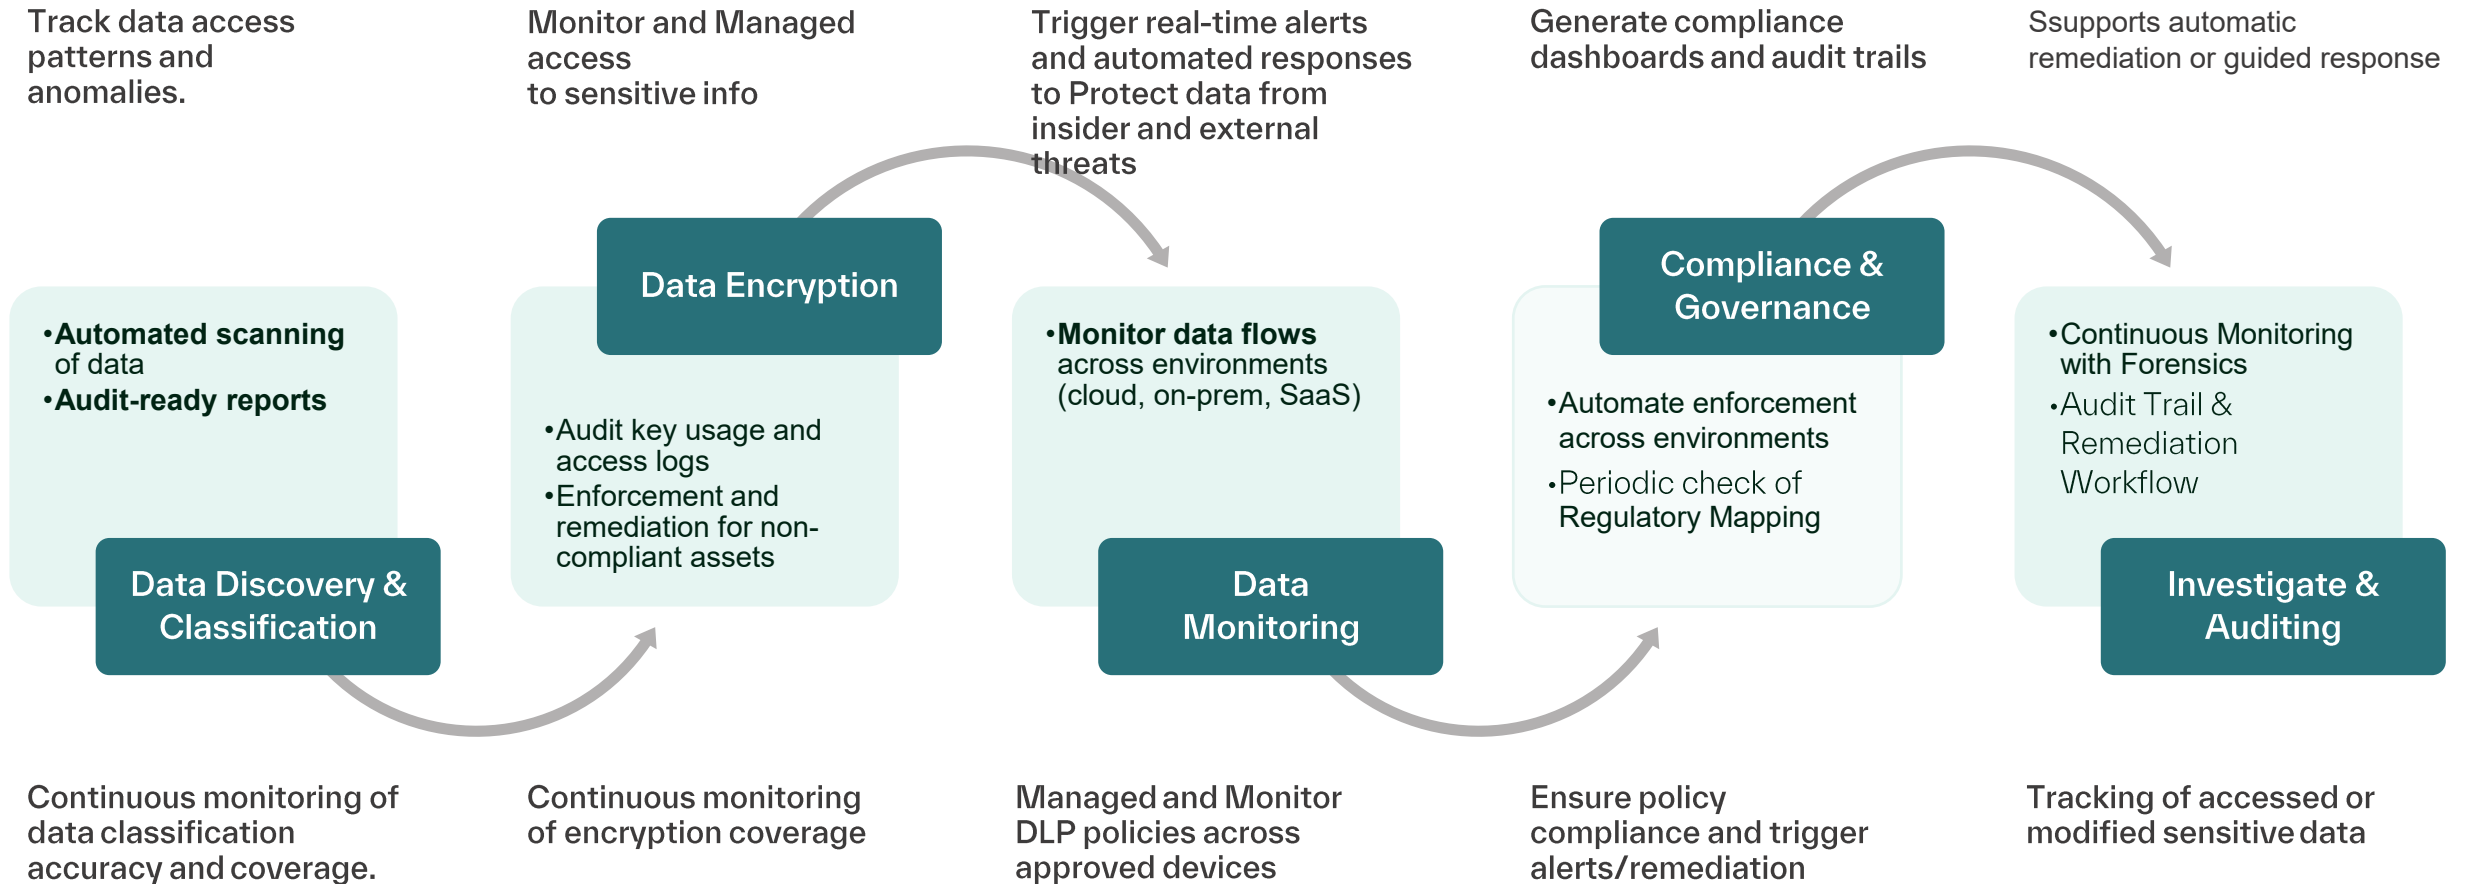 Track data access
patterns and
anomalies.
Monitor and Managed
access
to sensitive info
Trigger real-time alerts
and automated responses
to Protect data from
insider and external
threats
Generate compliance
dashboards and audit trails
Ssupports automatic
remediation or guided response
•Automated scanning
of data
•Audit-ready reports
Data Discovery &
Classification
Data Encryption
•Audit key usage and
access logs
•Enforcement and
remediation for non-
compliant assets
•Monitor data flows
across environments
(cloud, on-prem, SaaS)
Data
Monitoring
Compliance &
Governance
•Automate enforcement
across environments
•Periodic check of
Regulatory Mapping
•Continuous Monitoring
with Forensics
•Audit Trail &
Remediation
Workflow
Investigate &
Auditing
Continuous monitoring of
data classification
accuracy and coverage.
Continuous monitoring
of encryption coverage
Managed and Monitor
DLP policies across
approved devices
Ensure policy
compliance and trigger
alerts/remediation
Tracking of accessed or
modified sensitive data